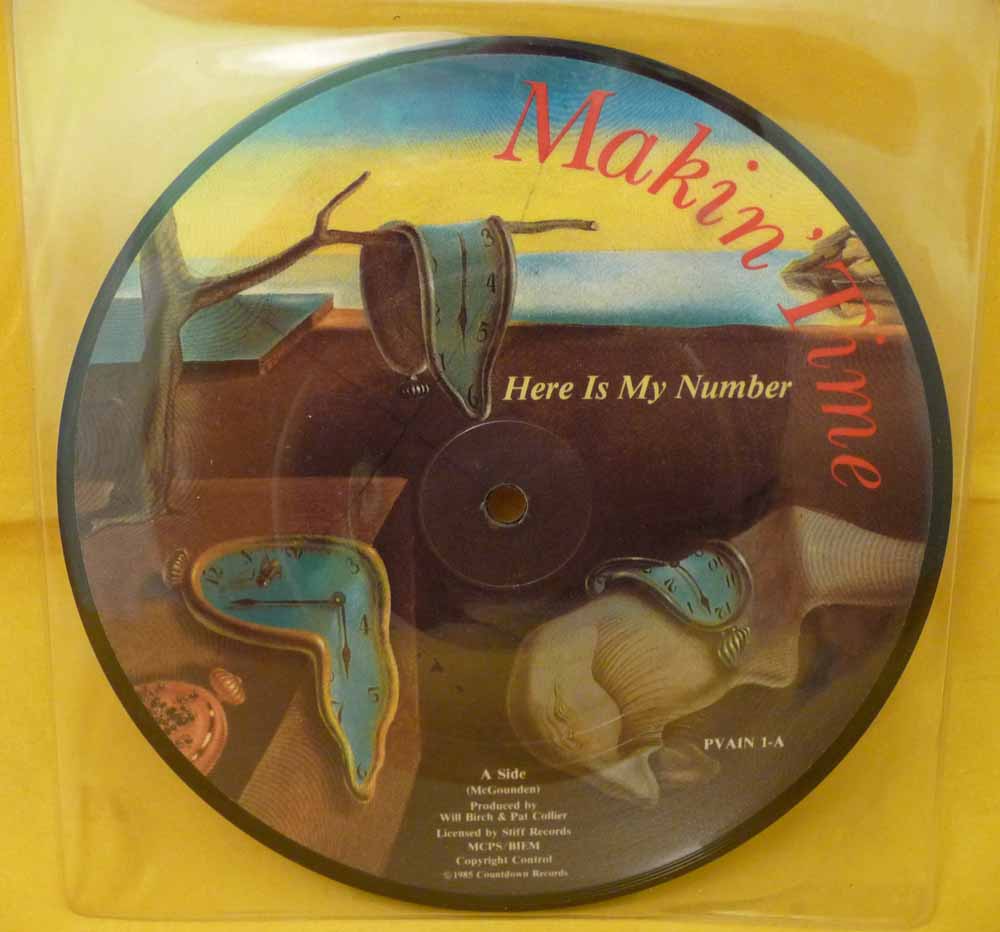 Makin' Time
Here Is My Number
PVAIN 1-A
A Side
(McGounden)
Produced by
Will Birch & Pat Collier
Licensed by Stiff Records
MCPS/BIEM
Copyright Control
©1985 Countdown Records